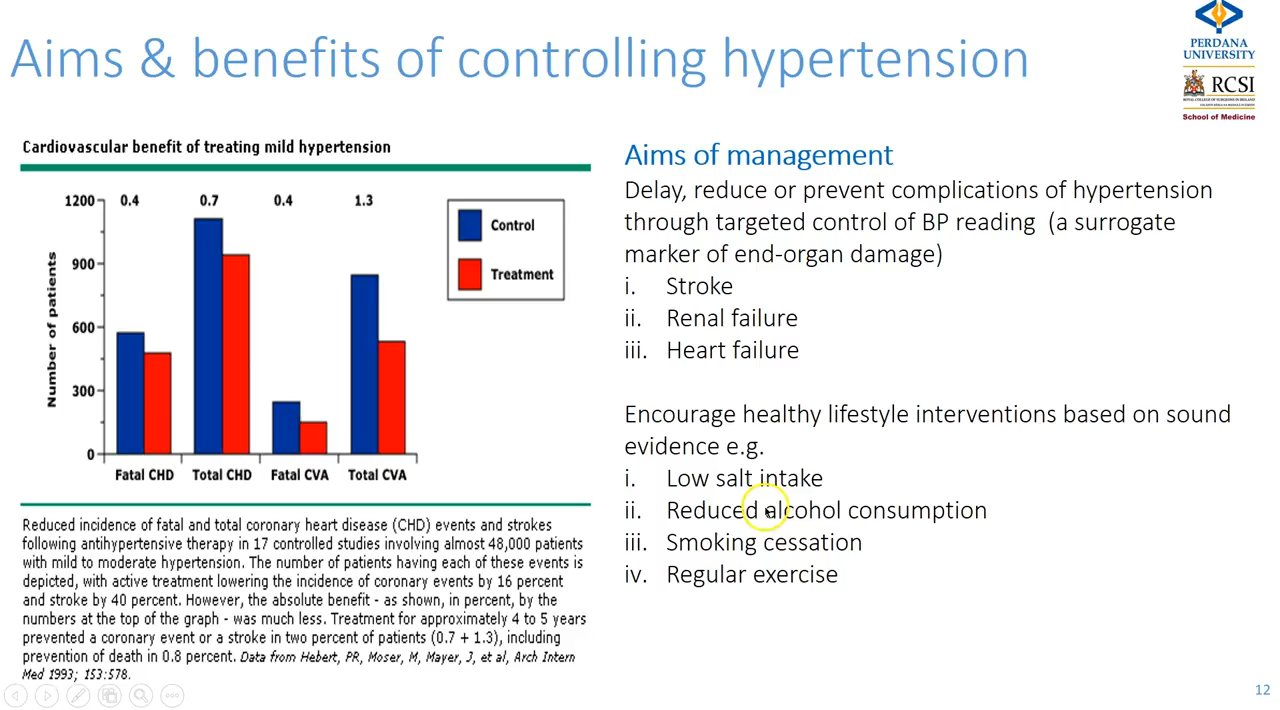 Aims & benefits of controlling hypertension
PERDANA
UNIVERSITY
RCSI
School of Medicine
Cardiovascular benefit of treating mild hypertension
0.4 0.7 0.4 1.3
1200
900
600
300
0
Number of patients
Control
Treatment
Fatal CHD Total CHD Fatal CVA Total CVA
Reduced incidence of fatal and total coronary heart disease (CHD) events and strokes
following antihypertensive therapy in 17 controlled studies involving almost 48,000 patients
with mild to moderate hypertension. The number of patients having each of these events is
depicted, with active treatment lowering the incidence of coronary events by 16 percent
and stroke by 40 percent. However, the absolute benefit - as shown, in percent, by the
numbers at the top of the graph - was much less. Treatment for approximately 4 to 5 years
prevented a coronary event or a stroke in two percent of patients (0.7 + 1.3), including
prevention of death in 0.8 percent. Data from Hebert, PR, Moser, M, Mayer, J, et al, Arch Intern
Med 1993; 153:578.
Aims of management
Delay, reduce or prevent complications of hypertension
through targeted control of BP reading (a surrogate
marker of end-organ damage)
i. Stroke
ii. Renal failure
iii. Heart failure
Encourage healthy lifestyle interventions based on sound
evidence e.g.
i. Low salt intake
ii. Reduced alcohol consumption
iii. Smoking cessation
iv. Regular exercise
12